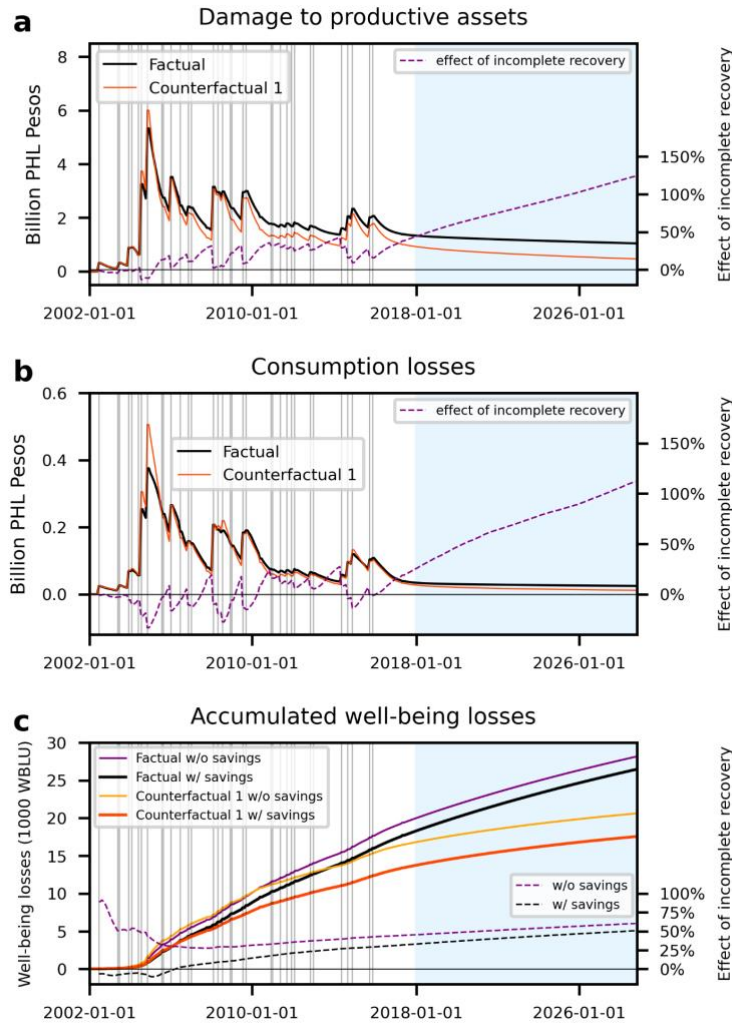 a
Damage to productive assets
8
6
4
2
0
Billion PHL Pesos
Factual
Counterfactual 1
effect of incomplete recovery
150%
100%
50%
0%
Effect of incomplete recovery
2002-01-01
2010-01-01
2018-01-01
2026-01-01
b
Consumption losses
0.6
0.4
0.2
0.0
Billion PHL Pesos
effect of incomplete recovery
Factual
Counterfactual 1
150%
100%
50%
0%
Effect of incomplete recovery
2002-01-01
2010-01-01
2018-01-01
2026-01-01
c
Accumulated well-being losses
30
25
20
15
10
5
0
Well-being losses (1000 WBLU)
Factual w/o savings
Factual w/ savings
Counterfactual 1 w/o savings
Counterfactual 1 w/ savings
w/o savings
w/ savings
100%
75%
50%
25%
0%
Effect of incomplete recovery
2002-01-01
2010-01-01
2018-01-01
2026-01-01